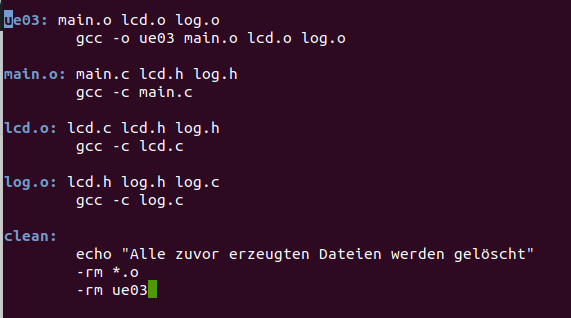 ue03: main.o lcd.o log.o
gcc -o ue03 main.o lcd.o log.o
main.o: main.c lcd.h log.h
gcc -c main.c
lcd.o: lcd.c lcd.h log.h
gcc -c lcd.c
log.o: lcd.h log.h log.c
gcc -c log.c
clean:
echo "Alle zuvor erzeugten Dateien werden gelöscht"
-rm *.o
-rm ue03